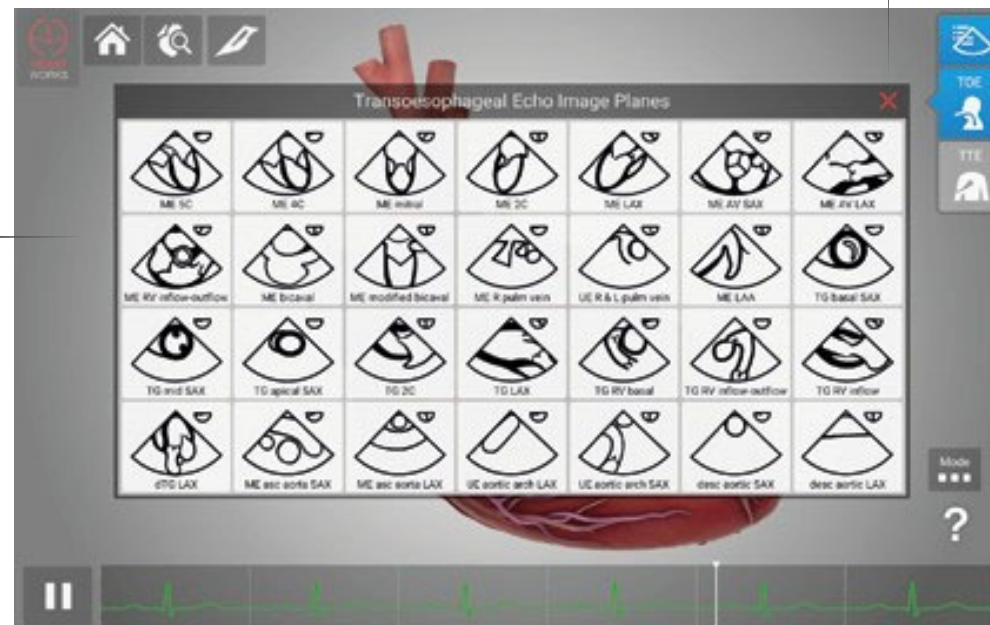 HEART
WORKS
Transoesophageal Echo Image Planes
TOE
TTE
ME 5C
ME 4C
ME mitral
ME 2C
ME LAX
ME AV SAX
ME AV LAX
ME RV inflow-outflow
ME bicaval
ME modified bicaval
ME R pulm vein
UE R & L pulm vein
ME LAA
TG basal SAX
TG mid SAX
TG apical SAX
TG 2C
TG LAX
TG RV basal
TG RV inflow-outflow
TG RV inflow
dTG LAX
ME asc aorta SAX
ME asc aorta LAX
UE aortic arch LAX
UE aortic arch SAX
desc aortic SAX
desc aortic LAX
Mode
?